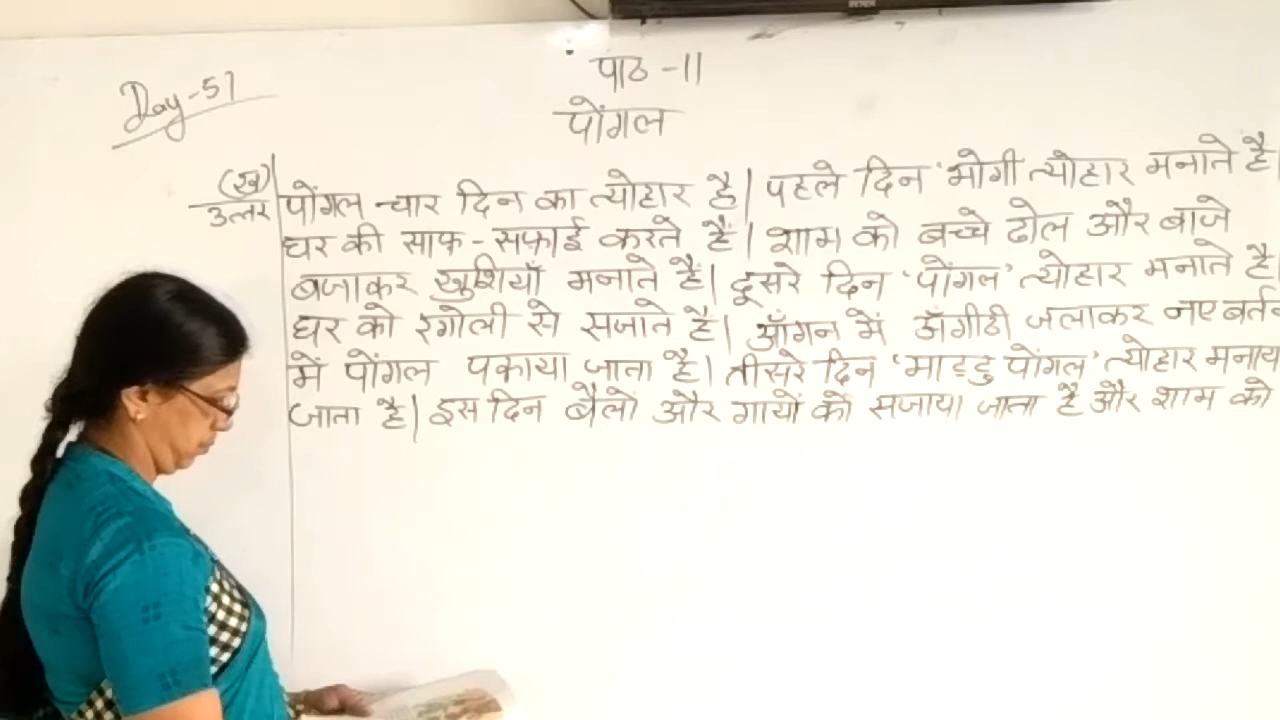 Day-51
पाठ -11
पोंगल
(ख)
उत्तर
पोंगल चार दिन का त्योहार है। पहले दिन 'भोगी त्योहार मनाते है।
घर की साफ-सफाई करते हैं। शाम को बच्चे ढोल और बाजे
बजाकर खुशियाँ मनाते हैं। दूसरे दिन 'पोंगल' त्योहार मनाते है।
घर को रंगोली से सजाते है। आँगन में अँगीठी जलाकर नए बर्तन
में पोंगल पकाया जाता है। तीसरे दिन 'माड्डु पोंगल' त्योहार मनाया
जाता है। इस दिन बैलों और गायों को सजाया जाता है और शाम को